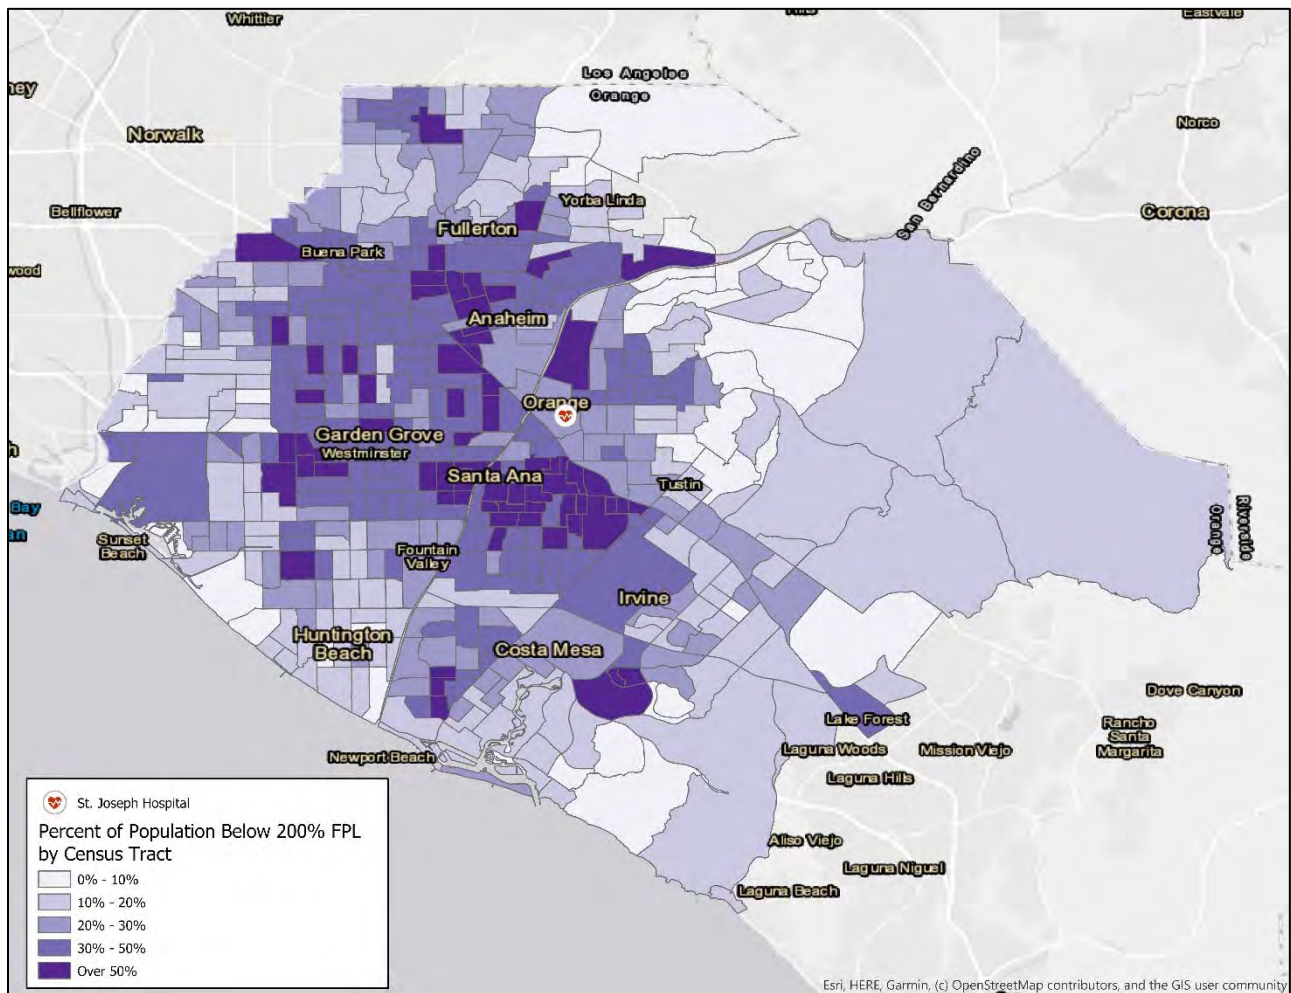 Whittier
Eastvale
Los Angeles
Orange
ney
Norwalk
Norco
San Bernardino
Bellflower
Yorba Linda
Corona
Fullerton
Buena Park
wood
Anaheim
Orange
Garden Grove
Westminster
Santa Ana
Tustin
Bay
an
Sunset
Beach
Fountain
Valley
Riverside
Orange
Irvine
Huntington
Beach
Costa Mesa
Dove Canyon
Lake Forest
Rancho
Santa
Margarita
Laguna Woods
Mission Viejo
Newport Beach
Laguna Hills
Aliso Viejo
Laguna Niguel
Laguna Beach
St. Joseph Hospital
Percent of Population Below 200% FPL
by Census Tract
0% - 10%
10% - 20%
20% - 30%
30% - 50%
Over 50%
Esri, HERE, Garmin, (c) OpenStreetMap contributors, and the GIS user community